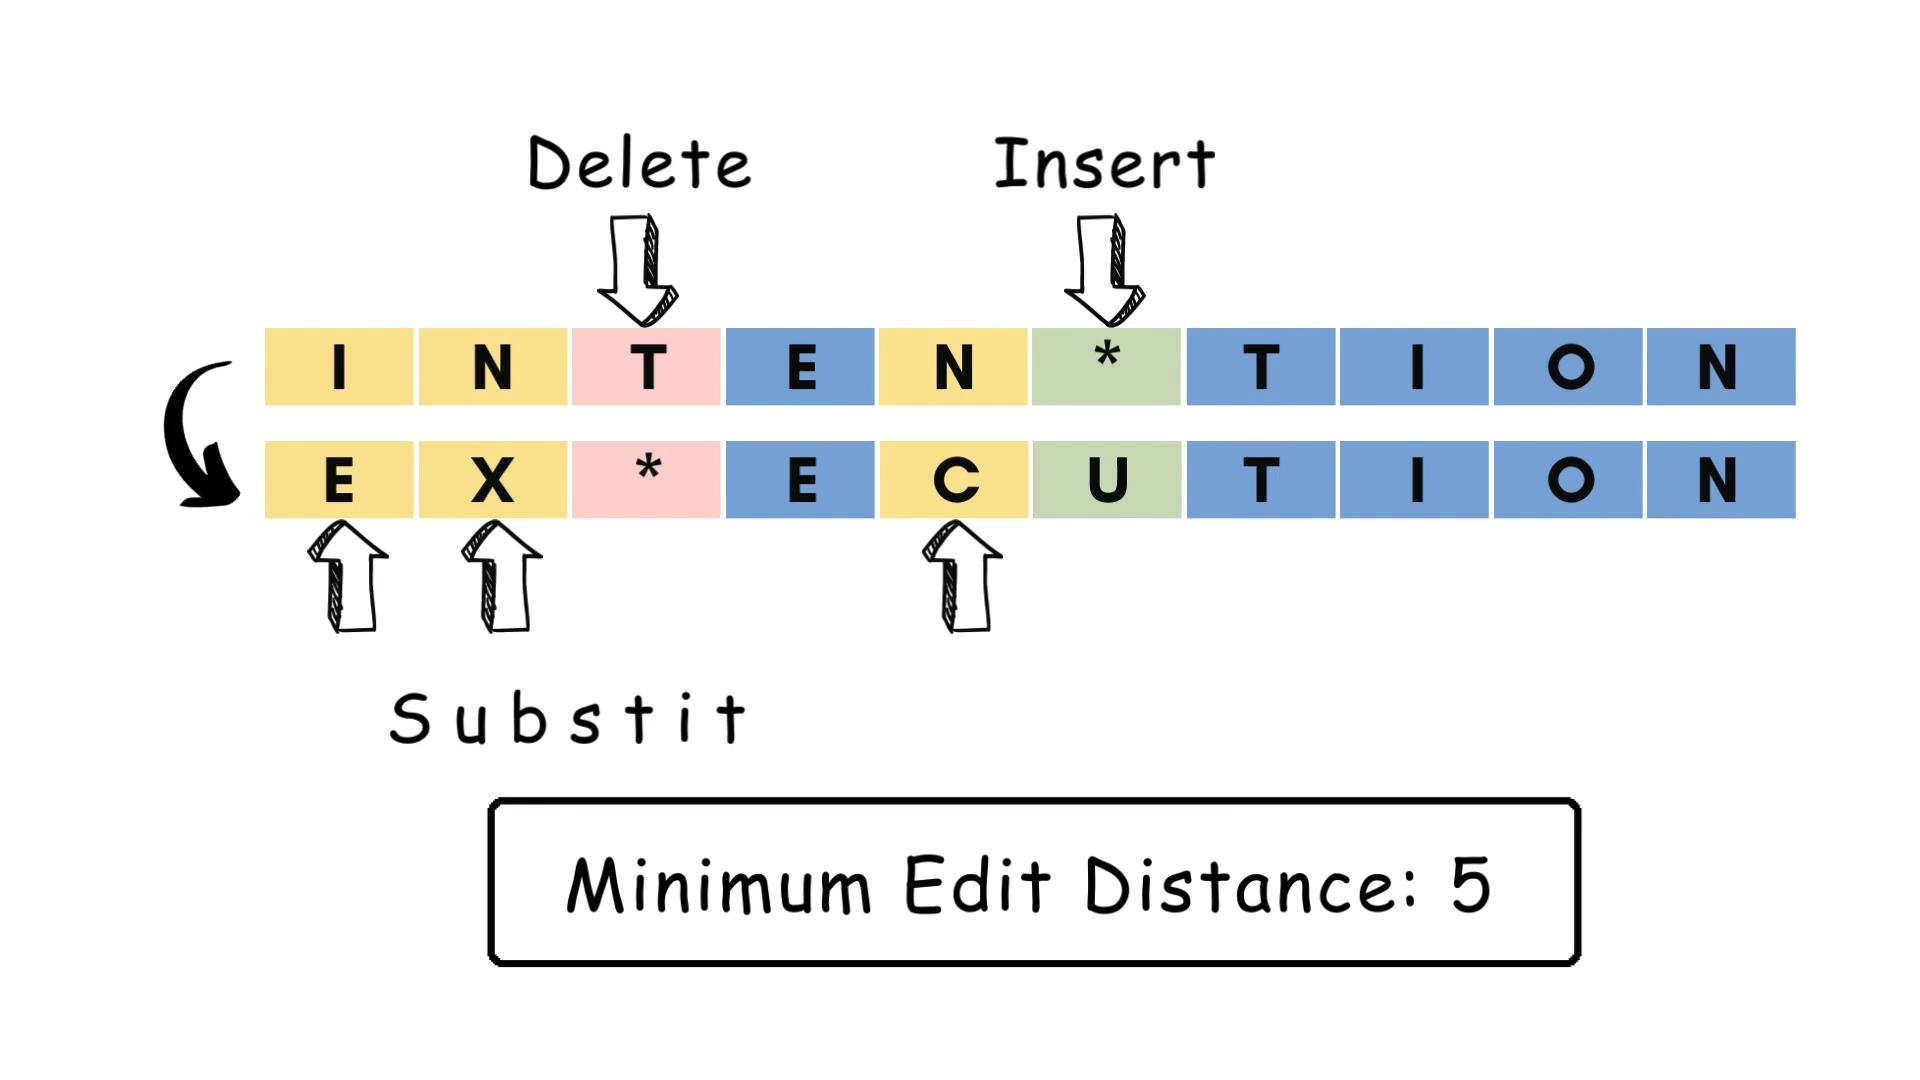 Delete Insert
I N T E N * T I O N
E X * E C U T I O N
Substit
Minimum Edit Distance: 5